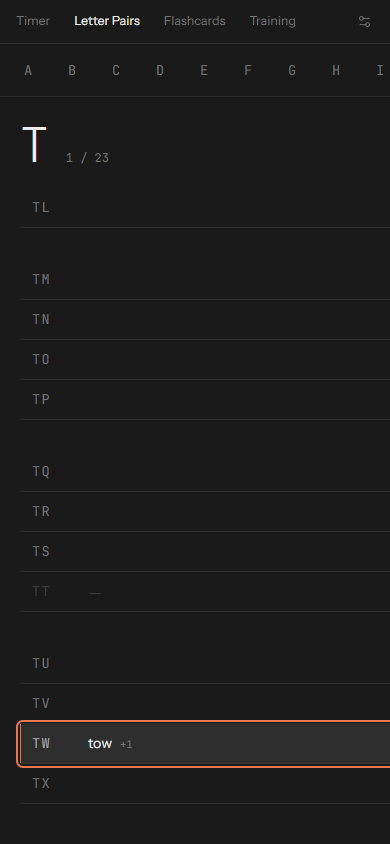 Timer Letter Pairs Flashcards Training
A B C D E F G H I
T 1 / 23
TL
TM
TN
TO
TP
TQ
TR
TS
TT —
TU
TV
TW tow +1
TX